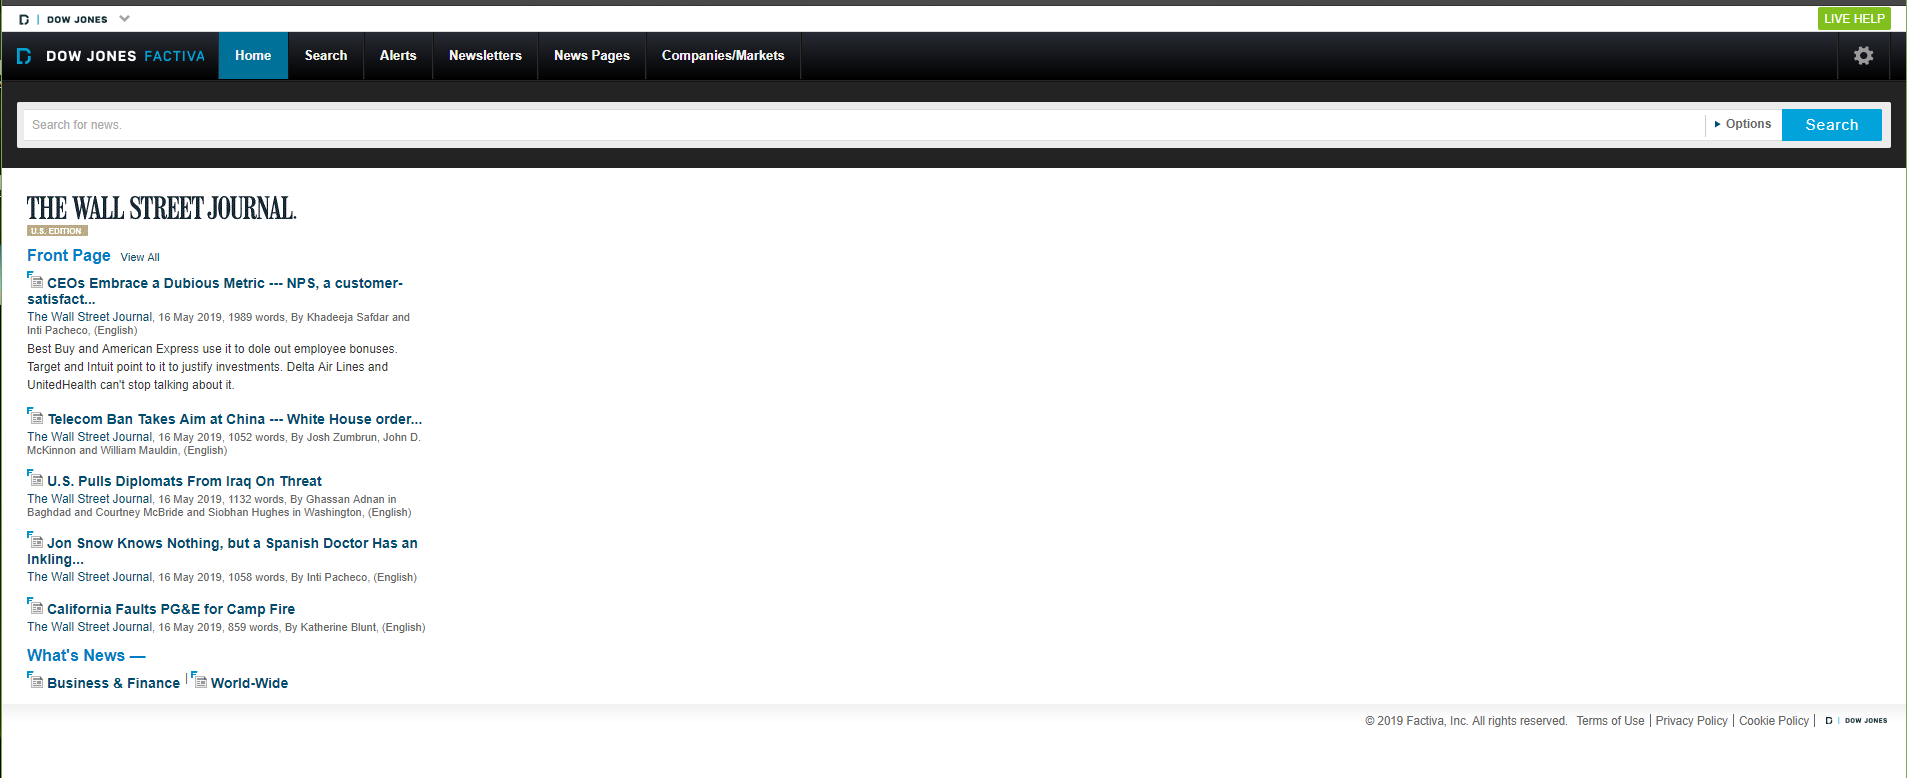 DOW JONES
LIVE HELP
DOW JONES FACTIVA
Home
Search
Alerts
Newsletters
News Pages
Companies/Markets
Search for news.
Options
Search
THE WALL STREET JOURNAL.
U.S. EDITION
Front Page View All
CEOs Embrace a Dubious Metric --- NPS, a customer-
satisfact...
The Wall Street Journal, 16 May 2019, 1989 words, By Khadeeja Safdar and
Inti Pacheco, (English)
Best Buy and American Express use it to dole out employee bonuses.
Target and Intuit point to it to justify investments. Delta Air Lines and
UnitedHealth can't stop talking about it.
Telecom Ban Takes Aim at China --- White House order...
The Wall Street Journal, 16 May 2019, 1052 words, By Josh Zumbrun, John D.
McKinnon and William Mauldin, (English)
U.S. Pulls Diplomats From Iraq On Threat
The Wall Street Journal, 16 May 2019, 1132 words, By Ghassan Adnan in
Baghdad and Courtney McBride and Siobhan Hughes in Washington, (English)
Jon Snow Knows Nothing, but a Spanish Doctor Has an
Inkling...
The Wall Street Journal, 16 May 2019, 1058 words, By Inti Pacheco, (English)
California Faults PG&E for Camp Fire
The Wall Street Journal, 16 May 2019, 859 words, By Katherine Blunt, (English)
What's News —
Business & Finance | World-Wide
© 2019 Factiva, Inc. All rights reserved. Terms of Use | Privacy Policy | Cookie Policy | DOW JONES